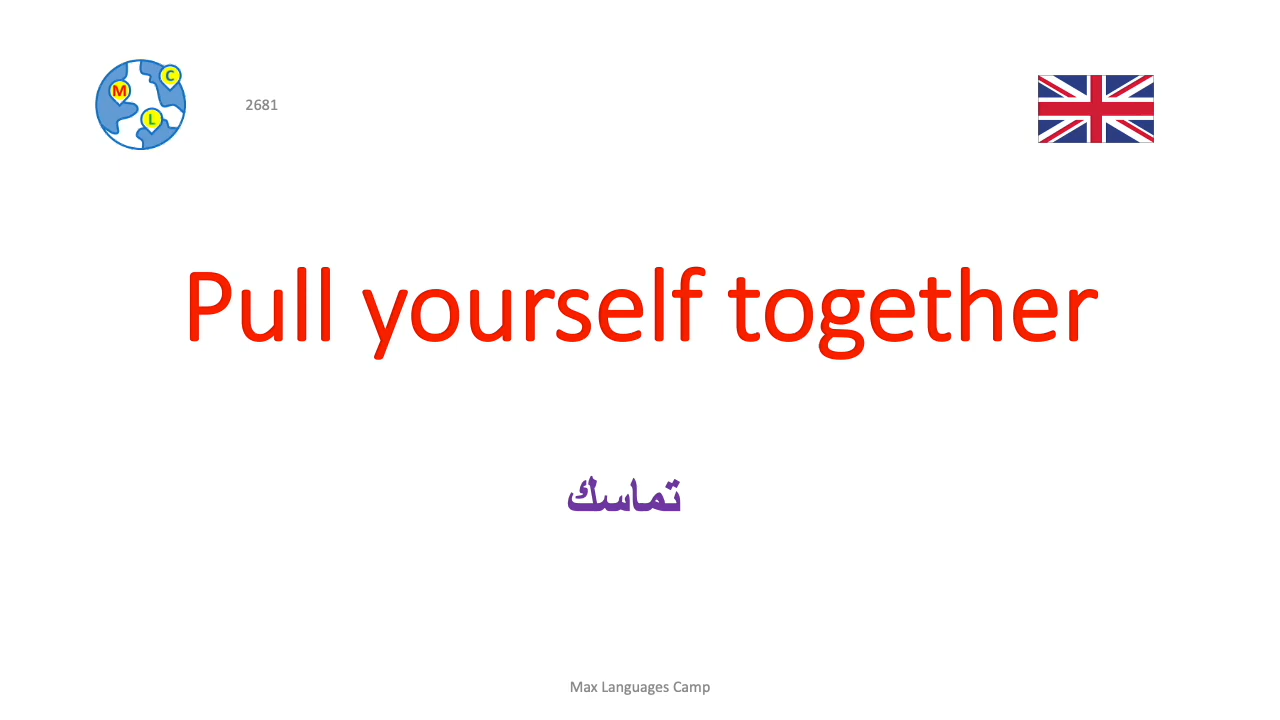 M
C
L
2681
Pull yourself together
تماسك
Max Languages Camp